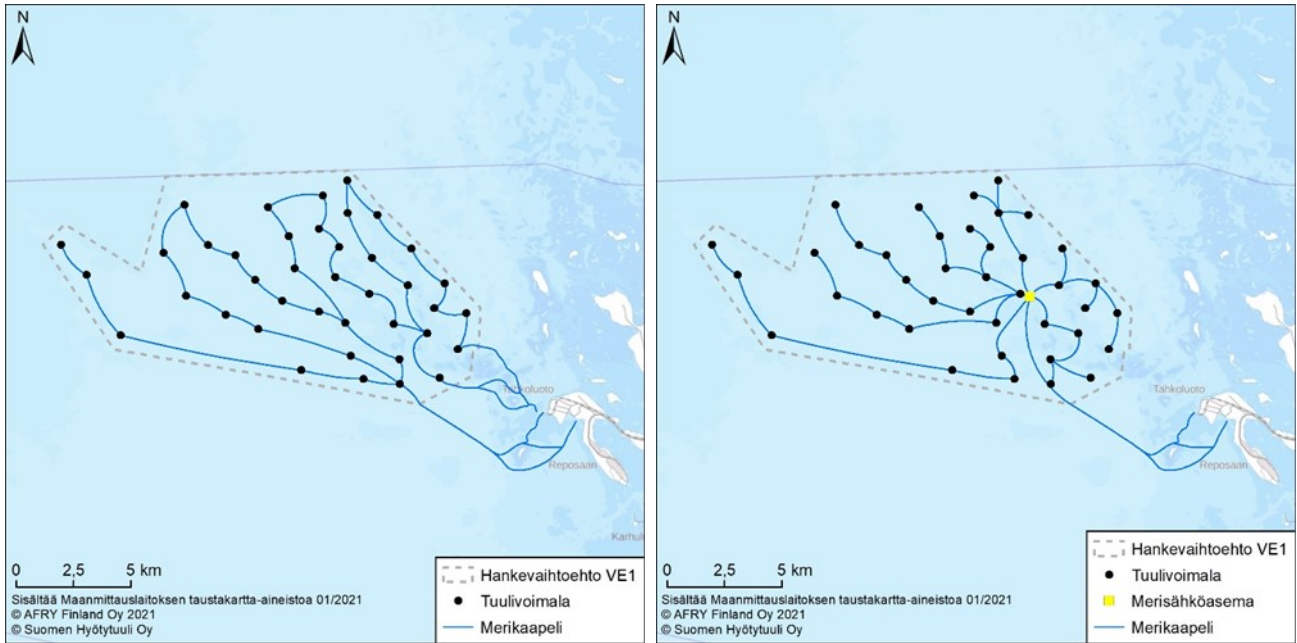 N
Tahkoluoto
Reposaari
Karhulu
0 2,5 5 km
Sisältää Maanmittauslaitoksen taustakartta-aineistoa 01/2021
© AFRY Finland Oy 2021
© Suomen Hyötytuuli Oy
Hankevaihtoehto VE1
Tuulivoimala
Merikaapeli
N
Tahkoluoto
Reposaari
0 2,5 5 km
Sisältää Maanmittauslaitoksen taustakartta-aineistoa 01/2021
© AFRY Finland Oy 2021
© Suomen Hyötytuuli Oy
Hankevaihtoehto VE1
Tuulivoimala
Merisähköasema
Merikaapeli